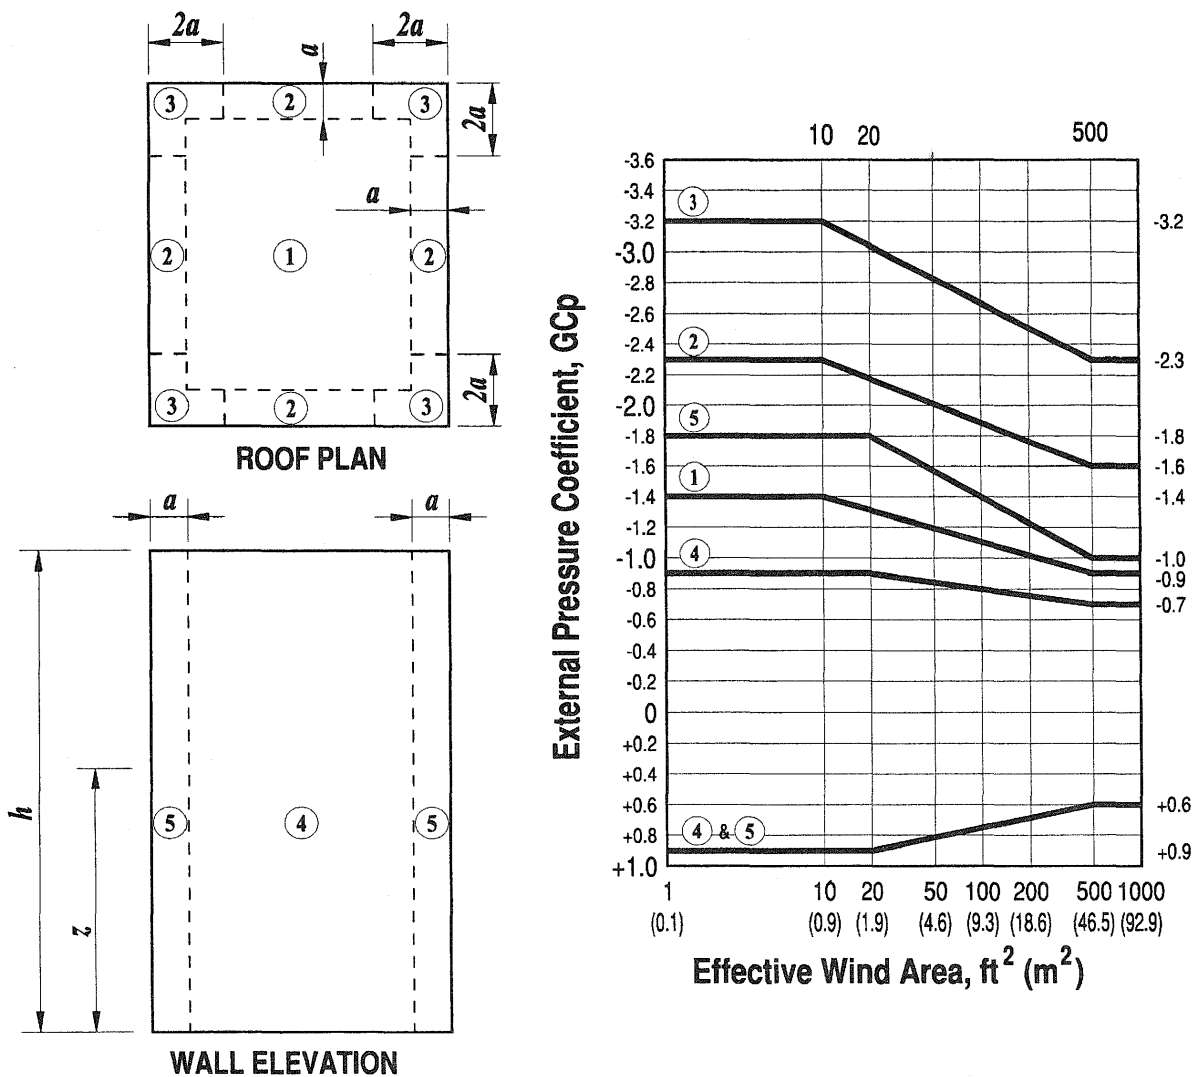 2a 2a
a
3 2 3
2a
a
2 1 2
3 2 3
2a
ROOF PLAN
a a
h
z
5 4 5
WALL ELEVATION
External Pressure Coefficient, GCp
10 20 500
-3.6
-3.4
-3.2
-3.0
-2.8
-2.6
-2.4
-2.2
-2.0
-1.8
-1.6
-1.4
-1.2
-1.0
-0.8
-0.6
-0.4
-0.2
0
+0.2
+0.4
+0.6
+0.8
+1.0
3
2
5
1
4
4 & 5
-3.2
-2.3
-1.8
-1.6
-1.4
-1.0
-0.9
-0.7
+0.6
+0.9
1 10 20 50 100 200 500 1000
(0.1) (0.9) (1.9) (4.6) (9.3) (18.6) (46.5) (92.9)
Effective Wind Area, ft² (m²)